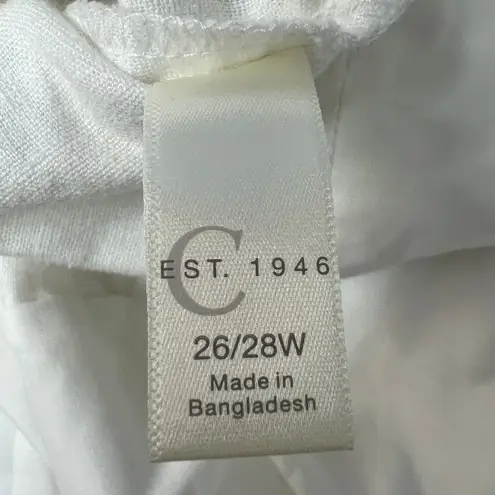 C
EST. 1946
26/28W
Made in
Bangladesh